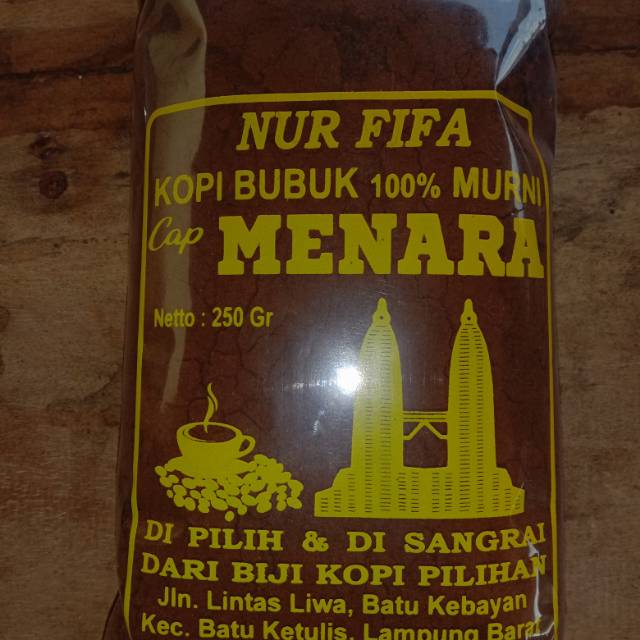 NUR FIFA
KOPI BUBUK 100% MURNI
Cap MENARA
Netto : 250 Gr
DI PILIH & DI SANGRAI
DARI BIJI KOPI PILIHAN
Jln. Lintas Liwa, Batu Kebayan
Kec. Batu Ketulis, Lampung Barat